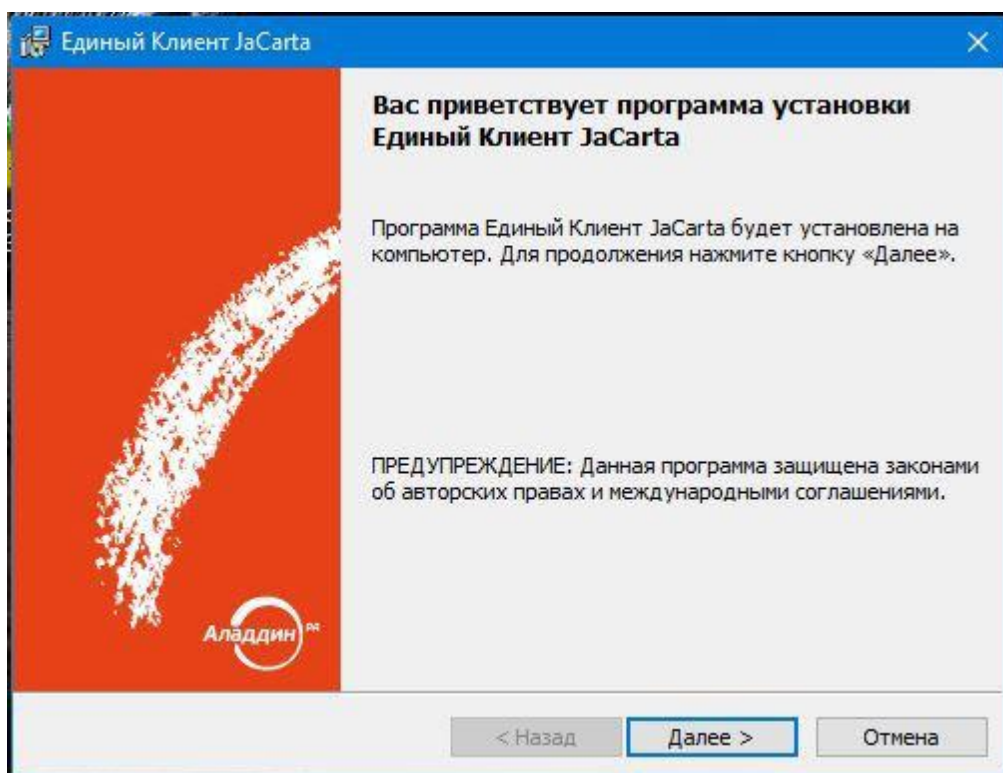 Единый Клиент JaCarta
Вас приветствует программа установки
Единый Клиент JaCarta
Программа Единый Клиент JaCarta будет установлена на
компьютер. Для продолжения нажмите кнопку «Далее».
ПРЕДУПРЕЖДЕНИЕ: Данная программа защищена законами
об авторских правах и международными соглашениями.
Аладдин РД
< Назад
Далее >
Отмена